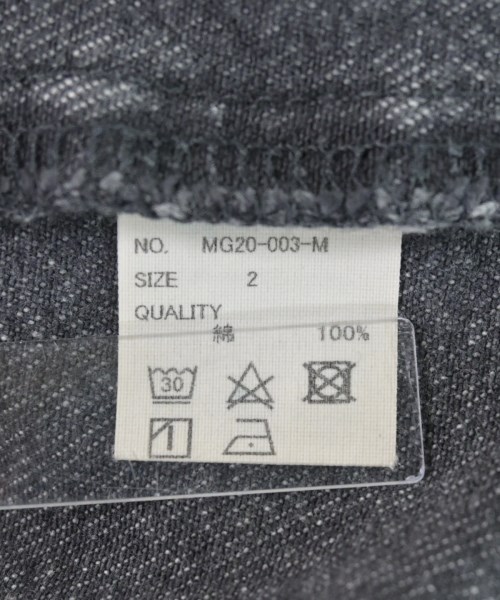 NO. MG20-003-M
SIZE 2
QUALITY
綿 100%
30